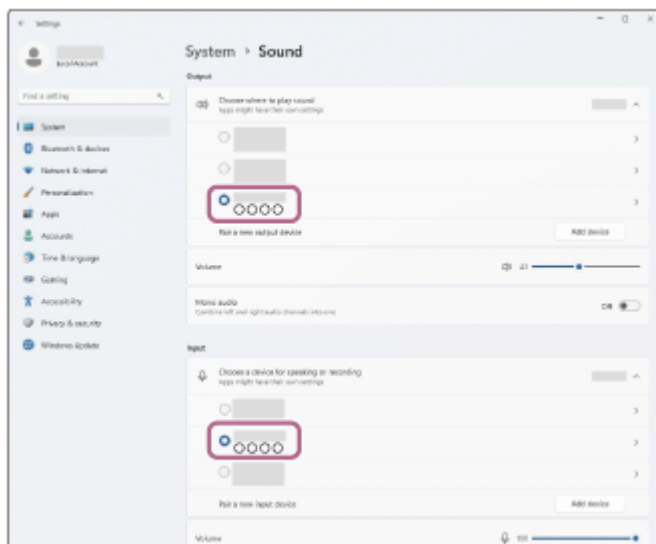 Settings
Local Account
Find a setting
System
Bluetooth & devices
Network & internet
Personalization
Apps
Accounts
Time & language
Gaming
Accessibility
Privacy & security
Windows Update
System > Sound
Output
Choose where to play sound
Apps might have their own settings
Pair a new output device
Add device
Volume
Mono audio
Combine left and right audio channels into one
Off
Input
Choose a device for speaking or recording
Apps might have their own settings
Pair a new input device
Add device
Volume
100